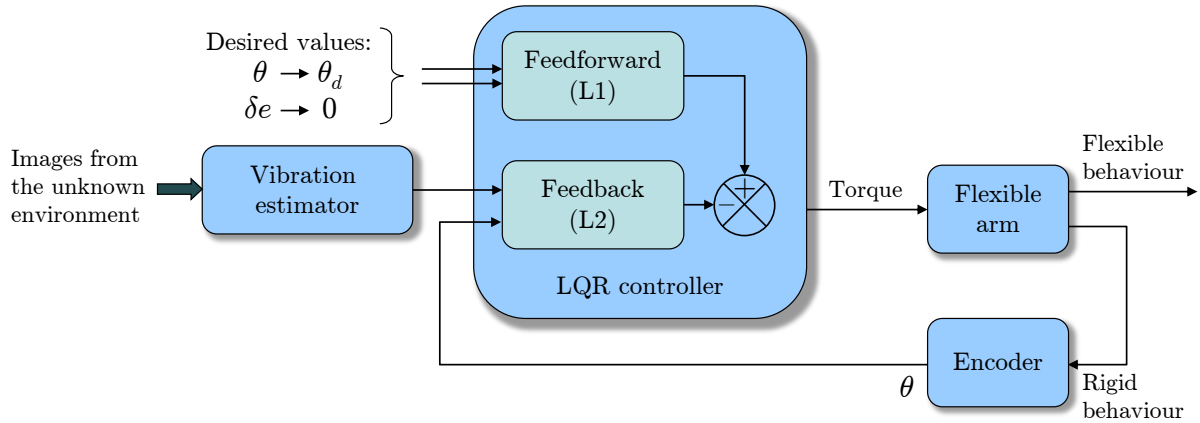 Desired values:
θ → θd
δe → 0
Feedforward
(L1)
Images from
the unknown
environment
Vibration
estimator
Feedback
(L2)
+
−
LQR controller
Torque
Flexible
arm
Flexible
behaviour
Encoder
θ
Rigid
behaviour